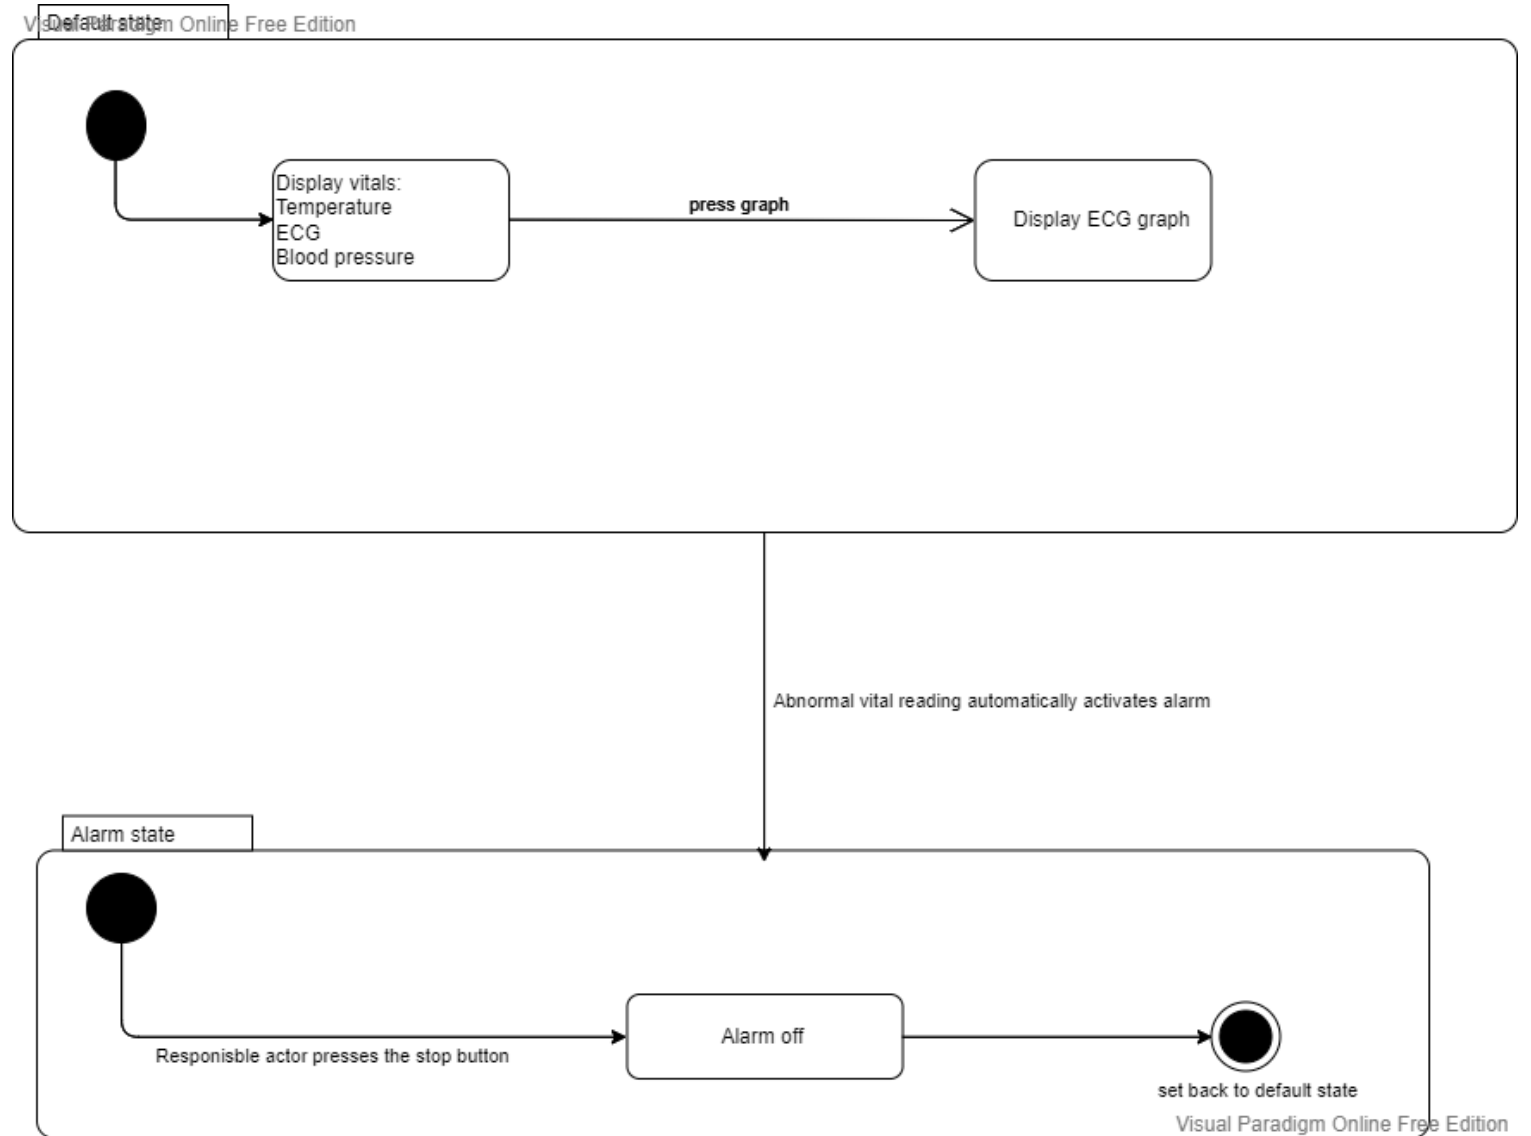 Default state
Visual Paradigm Online Free Edition
Display vitals:
Temperature
ECG
Blood pressure
press graph
Display ECG graph
Abnormal vital reading automatically activates alarm
Alarm state
Alarm off
Responisble actor presses the stop button
set back to default state
Visual Paradigm Online Free Edition